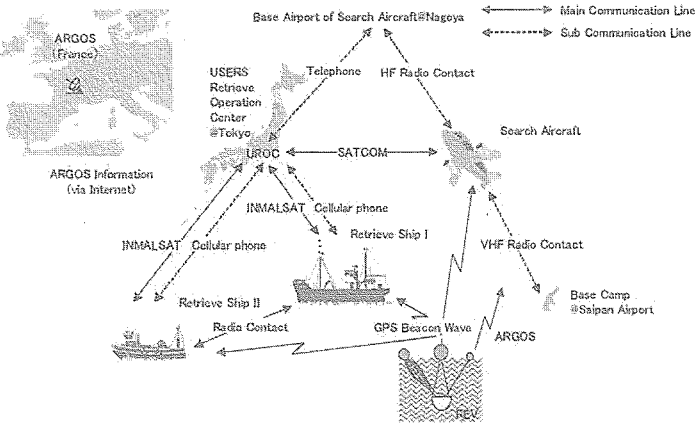 Base Airport of Search Aircraft@Nagoya
Main Communication Line
Sub Communication Line
ARGOS
(France)
ARGOS Information
(via Internet)
USERS
Retrieve
Operation
Center
@Tokyo
UROC
Telephone
HF Radio Contact
Search Aircraft
SATCOM
INMALSAT Cellular phone
Retrieve Ship I
INMALSAT Cellular phone
VHF Radio Contact
Base Camp
@Saipan Airport
Retrieve Ship II
Radio Contact
GPS Beacon Wave
ARGOS
REV